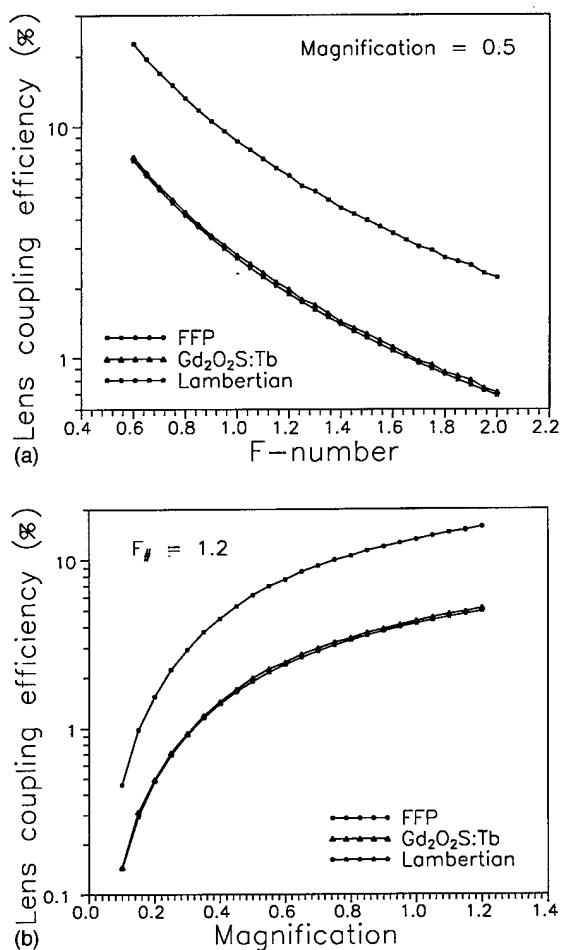 Lens coupling efficiency (%)
Magnification = 0.5
10
1
FFP
Gd₂O₂S:Tb
Lambertian
0.4 0.6 0.8 1.0 1.2 1.4 1.6 1.8 2.0 2.2
(a)
F-number
Lens coupling efficiency (%)
F# = 1.2
10
1
0.1
FFP
Gd₂O₂S:Tb
Lambertian
0.0 0.2 0.4 0.6 0.8 1.0 1.2 1.4
(b)
Magnification